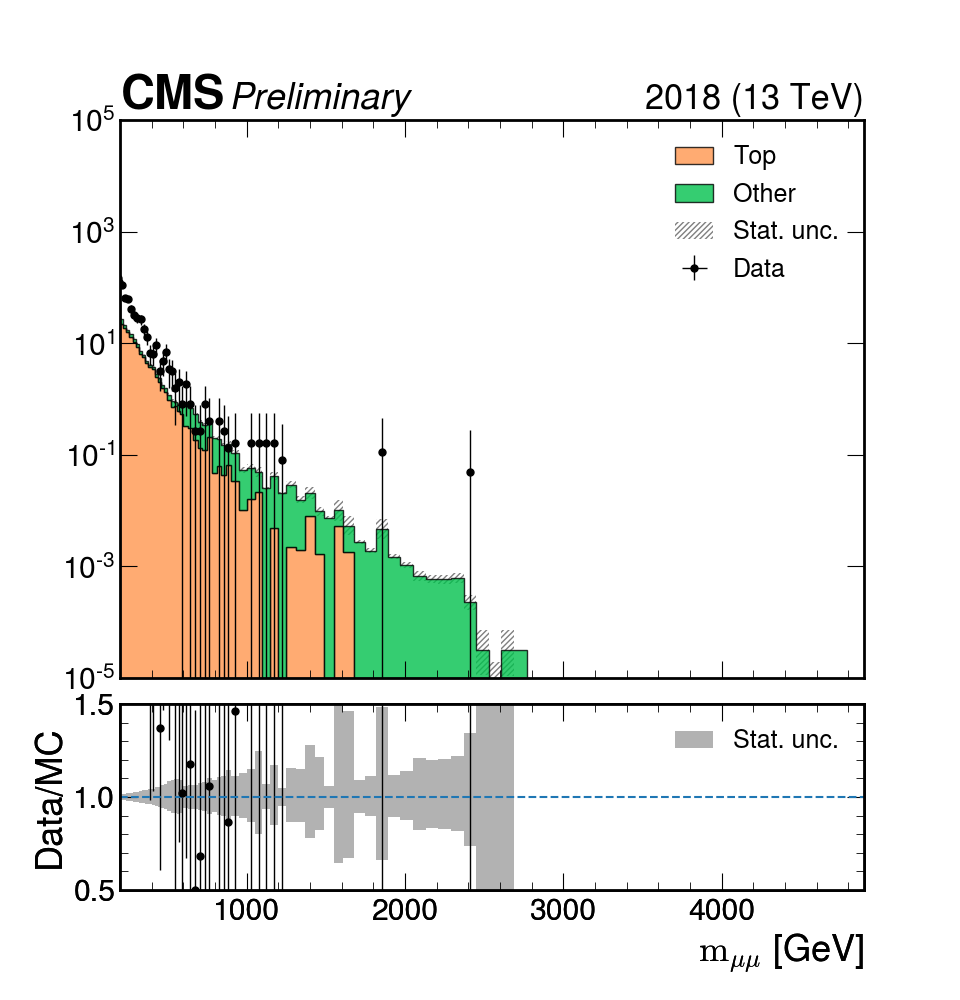 CMS Preliminary 2018 (13 TeV)
10^5
10^3
10^1
10^-1
10^-3
10^-5
Top
Other
Stat. unc.
Data
1.5
1.0
0.5
Data/MC
Stat. unc.
1000 2000 3000 4000
m_μμ [GeV]